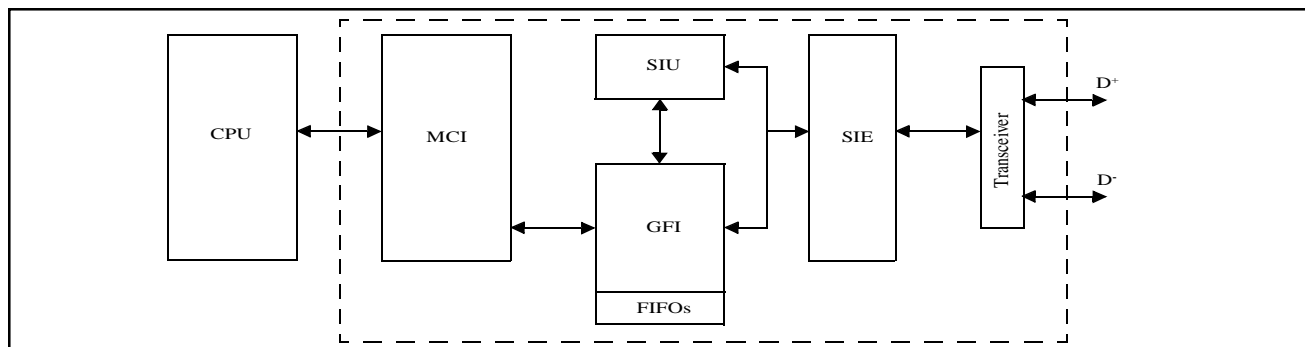 CPU
MCI
SIU
GFI
FIFOs
SIE
Transceiver
D+
D-